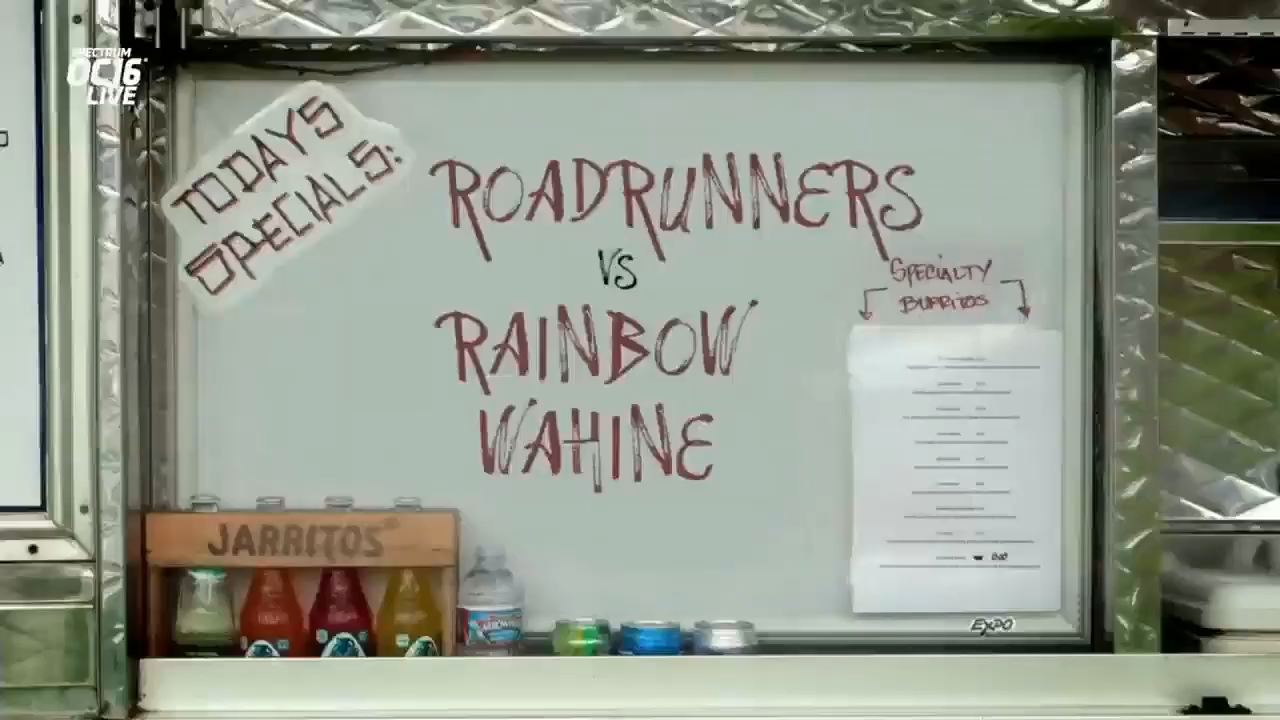 SPECTRUM
OC16
LIVE
TODAYS
SPECIALS:
ROADRUNNERS
VS
RAINBOW
WAHINE
SPECIALTY
BURRITOS
JARRITOS
EXPO